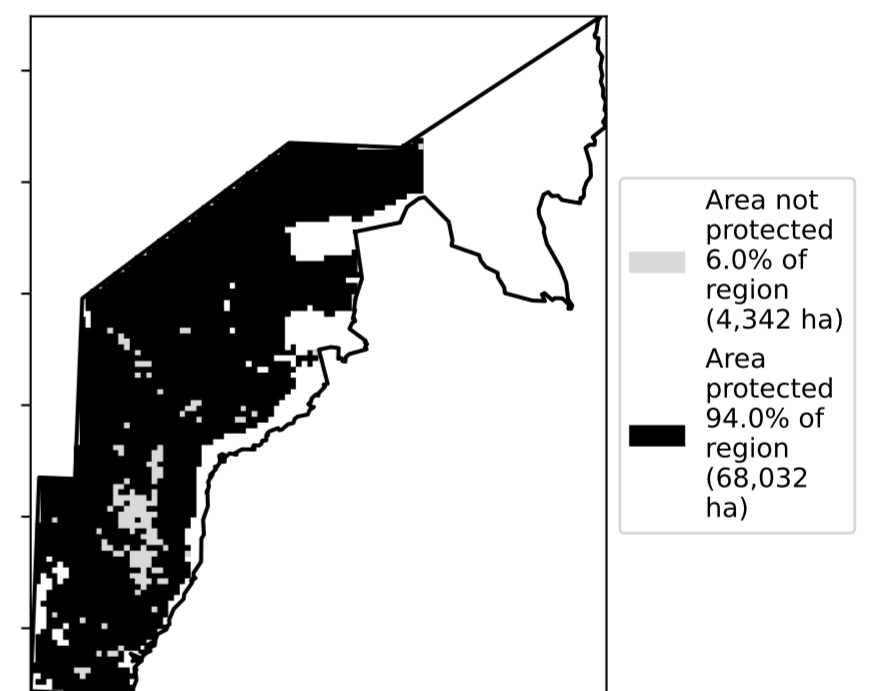 Area not
protected
6.0% of
region
(4,342 ha)
Area
protected
94.0% of
region
(68,032
ha)